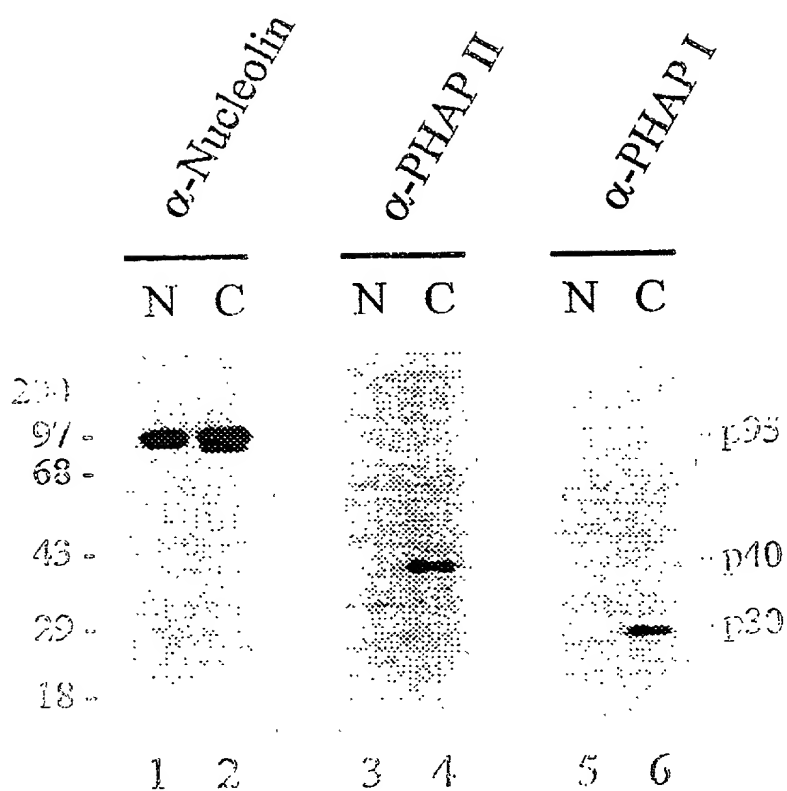 α-Nucleolin
α-PHAP II
α-PHAP I
N C N C N C
97 -
68 -
43 -
29 -
18 -
p95
p40
p30
1 2 3 4 5 6